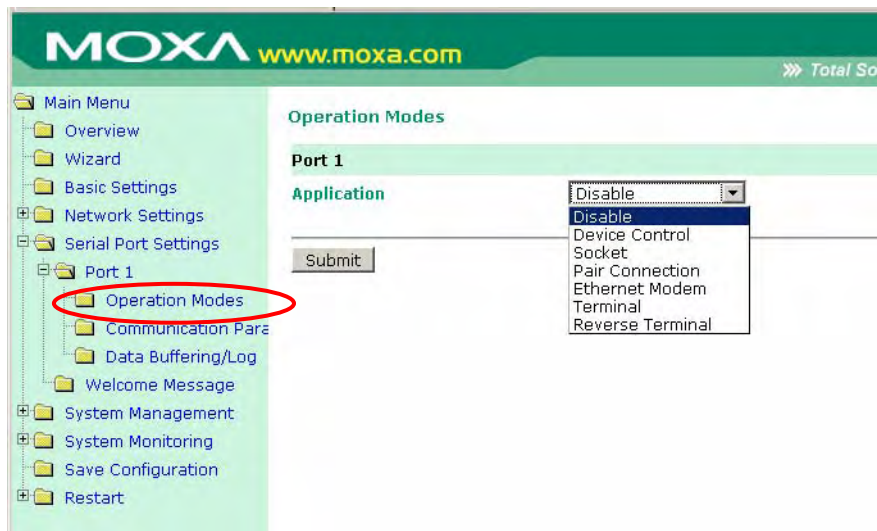 MOXA www.moxa.com
Total So
Main Menu
Overview
Wizard
Basic Settings
Network Settings
Serial Port Settings
Port 1
Operation Modes
Communication Para
Data Buffering/Log
Welcome Message
System Management
System Monitoring
Save Configuration
Restart
Operation Modes
Port 1
Application
Disable
Disable
Device Control
Socket
Pair Connection
Ethernet Modem
Terminal
Reverse Terminal
Submit